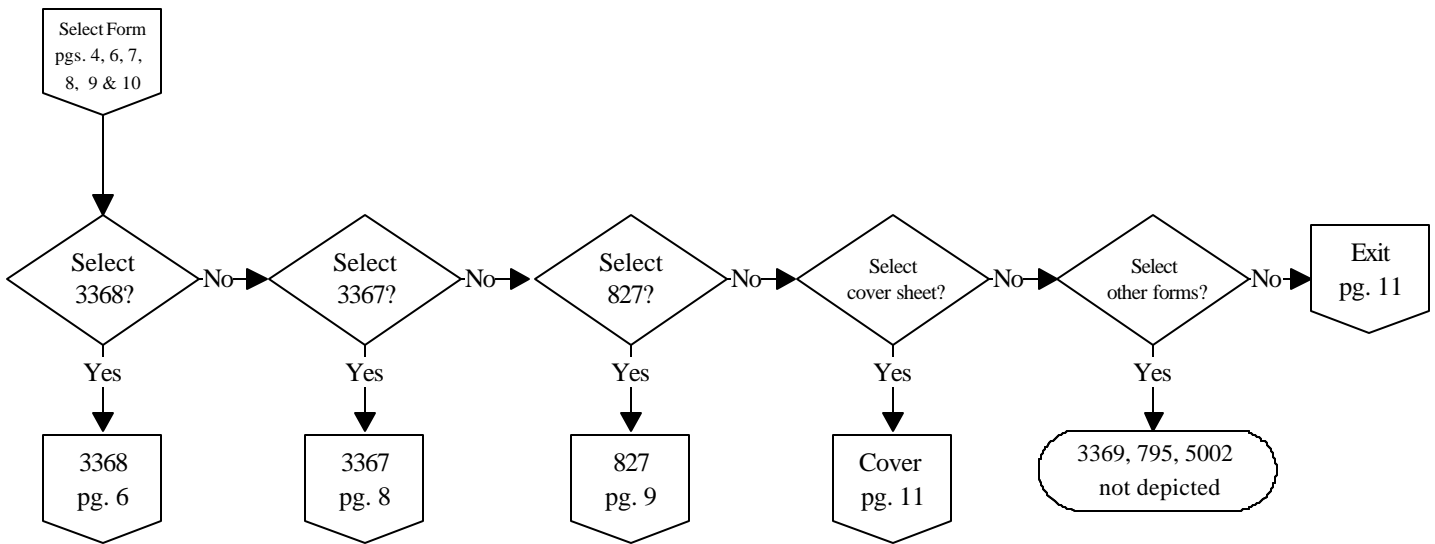 Select Form
pgs. 4, 6, 7,
8, 9 & 10
Select
3368?
No
Select
3367?
No
Select
827?
No
Select
cover sheet?
No
Select
other forms?
No
Exit
pg. 11
Yes
Yes
Yes
Yes
Yes
3368
pg. 6
3367
pg. 8
827
pg. 9
Cover
pg. 11
3369, 795, 5002
not depicted